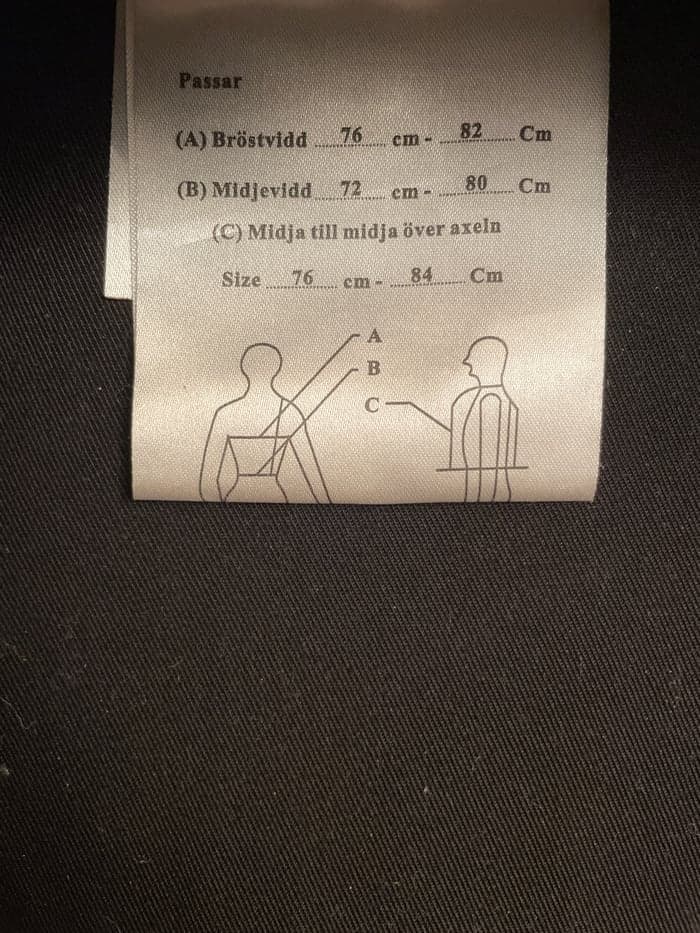 Passar
(A) Bröstvidd ...... 76 ...... cm - ...... 82 ...... Cm
(B) Midjevidd ...... 72 ...... cm - ...... 80 ...... Cm
(C) Midja till midja över axeln
Size ...... 76 ...... cm - ...... 84 ...... Cm
A
B
C